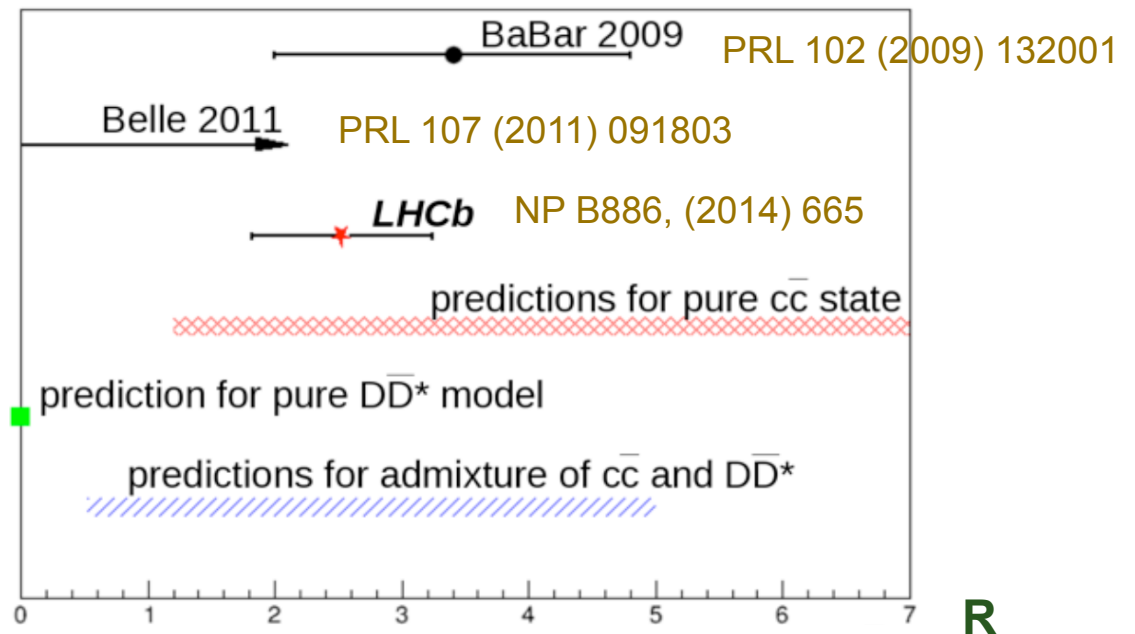 BaBar 2009 PRL 102 (2009) 132001
Belle 2011 PRL 107 (2011) 091803
LHCb NP B886, (2014) 665
predictions for pure cc̅ state
prediction for pure DD̅* model
predictions for admixture of cc̅ and DD̅*
0 1 2 3 4 5 6 7 R